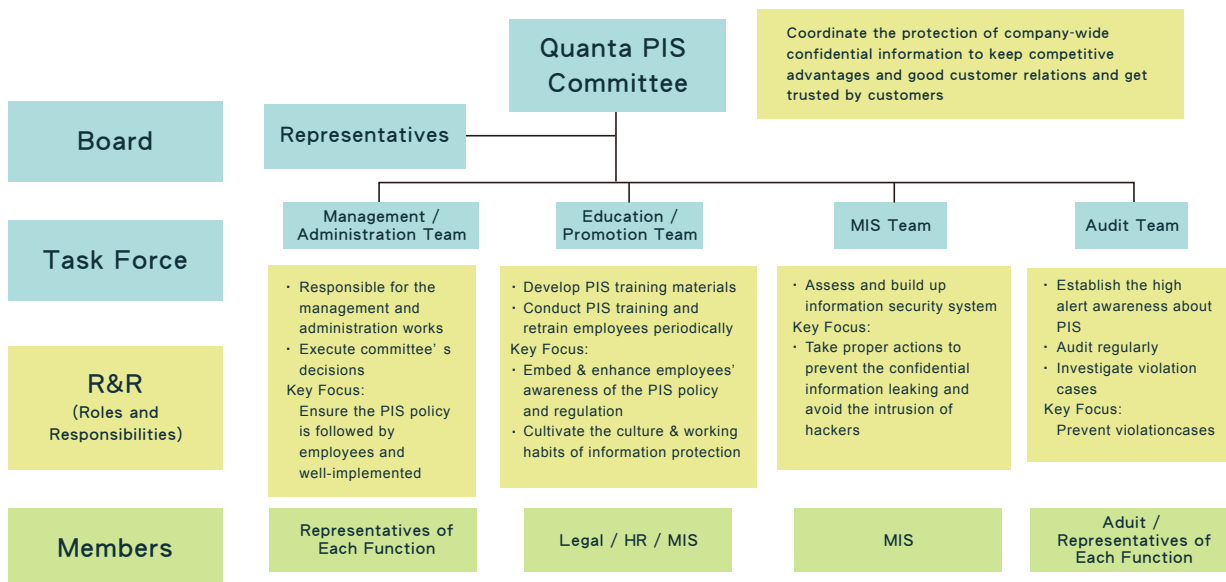 Quanta PIS
Committee
Coordinate the protection of company-wide
confidential information to keep competitive
advantages and good customer relations and get
trusted by customers
Board
Representatives
Task Force
Management /
Administration Team
Education /
Promotion Team
MIS Team
Audit Team
R&R
(Roles and
Responsibilities)
· Responsible for the
management and
administration works
· Execute committee' s
decisions
Key Focus:
Ensure the PIS policy
is followed by
employees and
well-implemented
· Develop PIS training materials
· Conduct PIS training and
retrain employees periodically
Key Focus:
· Embed & enhance employees'
awareness of the PIS policy
and regulation
· Cultivate the culture & working
habits of information protection
· Assess and build up
information security system
Key Focus:
· Take proper actions to
prevent the confidential
information leaking and
avoid the intrusion of
hackers
· Establish the high
alert awareness about
PIS
· Audit regularly
· Investigate violation
cases
Key Focus:
Prevent violationcases
Members
Representatives of
Each Function
Legal / HR / MIS
MIS
Aduit /
Representatives of
Each Function